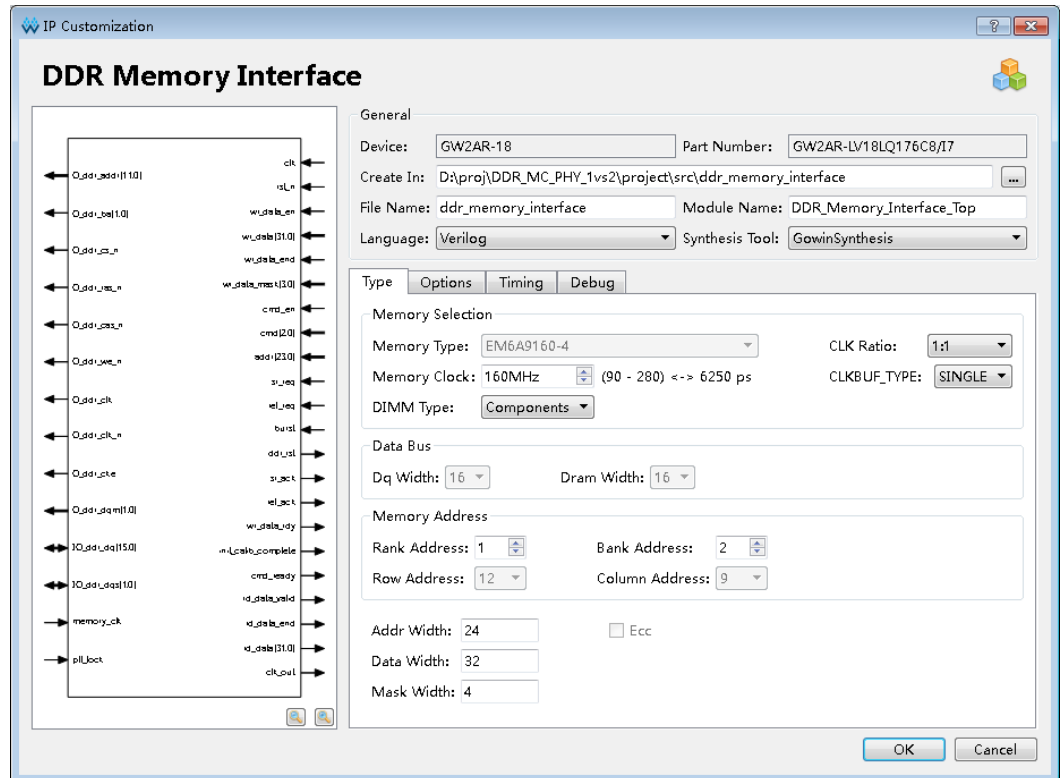 IP Customization
DDR Memory Interface
General
Device: GW2AR-18 Part Number: GW2AR-LV18LQ176C8/I7
Create In: D:\proj\DDR_MC_PHY_1vs2\project\src\ddr_memory_interface ...
File Name: ddr_memory_interface Module Name: DDR_Memory_Interface_Top
Language: Verilog Synthesis Tool: GowinSynthesis
Type Options Timing Debug
Memory Selection
Memory Type: EM6A9160-4 CLK Ratio: 1:1
Memory Clock: 160MHz (90 - 280) <-> 6250 ps CLKBUF_TYPE: SINGLE
DIMM Type: Components
Data Bus
Dq Width: 16 Dram Width: 16
Memory Address
Rank Address: 1 Bank Address: 2
Row Address: 12 Column Address: 9
Addr Width: 24 Ecc
Data Width: 32
Mask Width: 4
O_ddr_addr[11:0]
O_ddr_ba[1:0]
O_ddr_cs_n
O_ddr_ras_n
O_ddr_cas_n
O_ddr_we_n
O_ddr_clk
O_ddr_clk_n
O_ddr_cke
O_ddr_dqm[1:0]
IO_ddr_dq[15:0]
IO_ddr_dqs[1:0]
memory_clk
pll_lock
clk
rst_n
wr_data_en
wr_data[31:0]
wr_data_end
wr_data_mask[3:0]
cmd_en
cmd[2:0]
addr[23:0]
sr_req
ref_req
burst
ddr_rst
sr_ack
ref_ack
wr_data_rdy
init_calib_complete
cmd_ready
rd_data_valid
rd_data_end
rd_data[31:0]
clk_out
OK Cancel